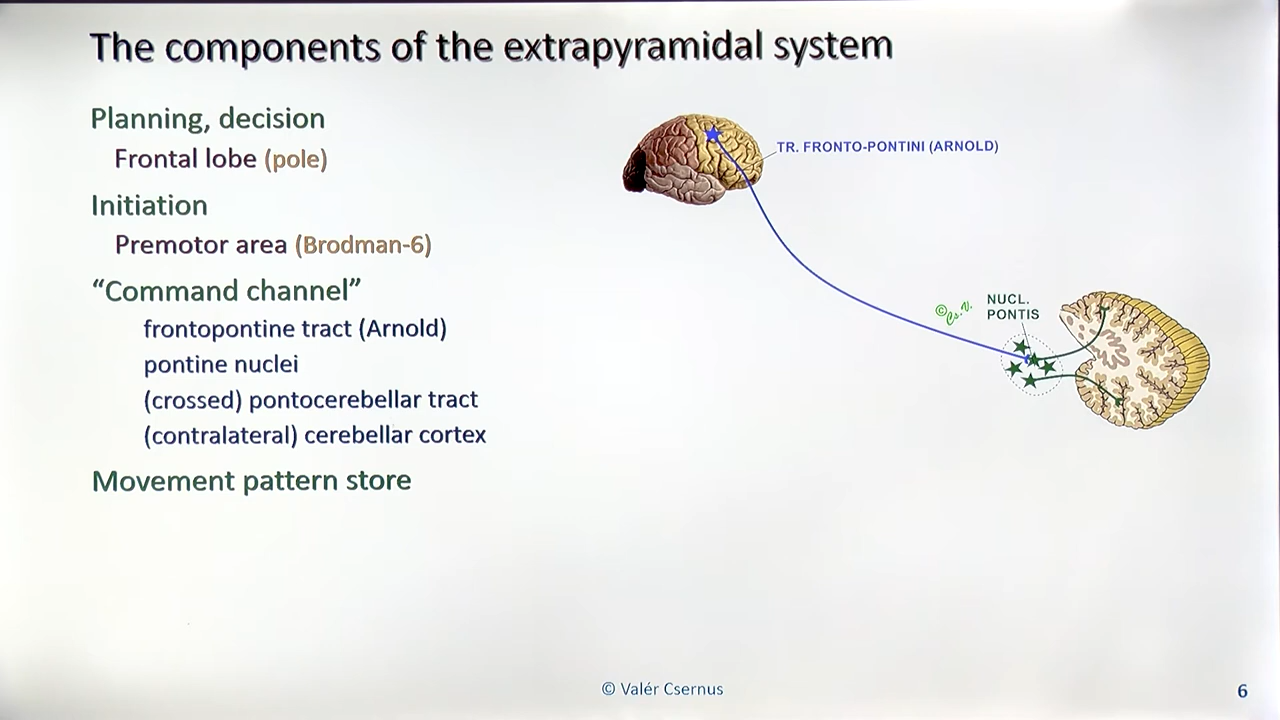 The components of the extrapyramidal system
Planning, decision
Frontal lobe (pole)
Initiation
Premotor area (Brodman-6)
“Command channel”
frontopontine tract (Arnold)
pontine nuclei
(crossed) pontocerebellar tract
(contralateral) cerebellar cortex
Movement pattern store
TR. FRONTO-PONTINI (ARNOLD)
©Cs.V.
NUCL.
PONTIS
© Valér Csernus
6